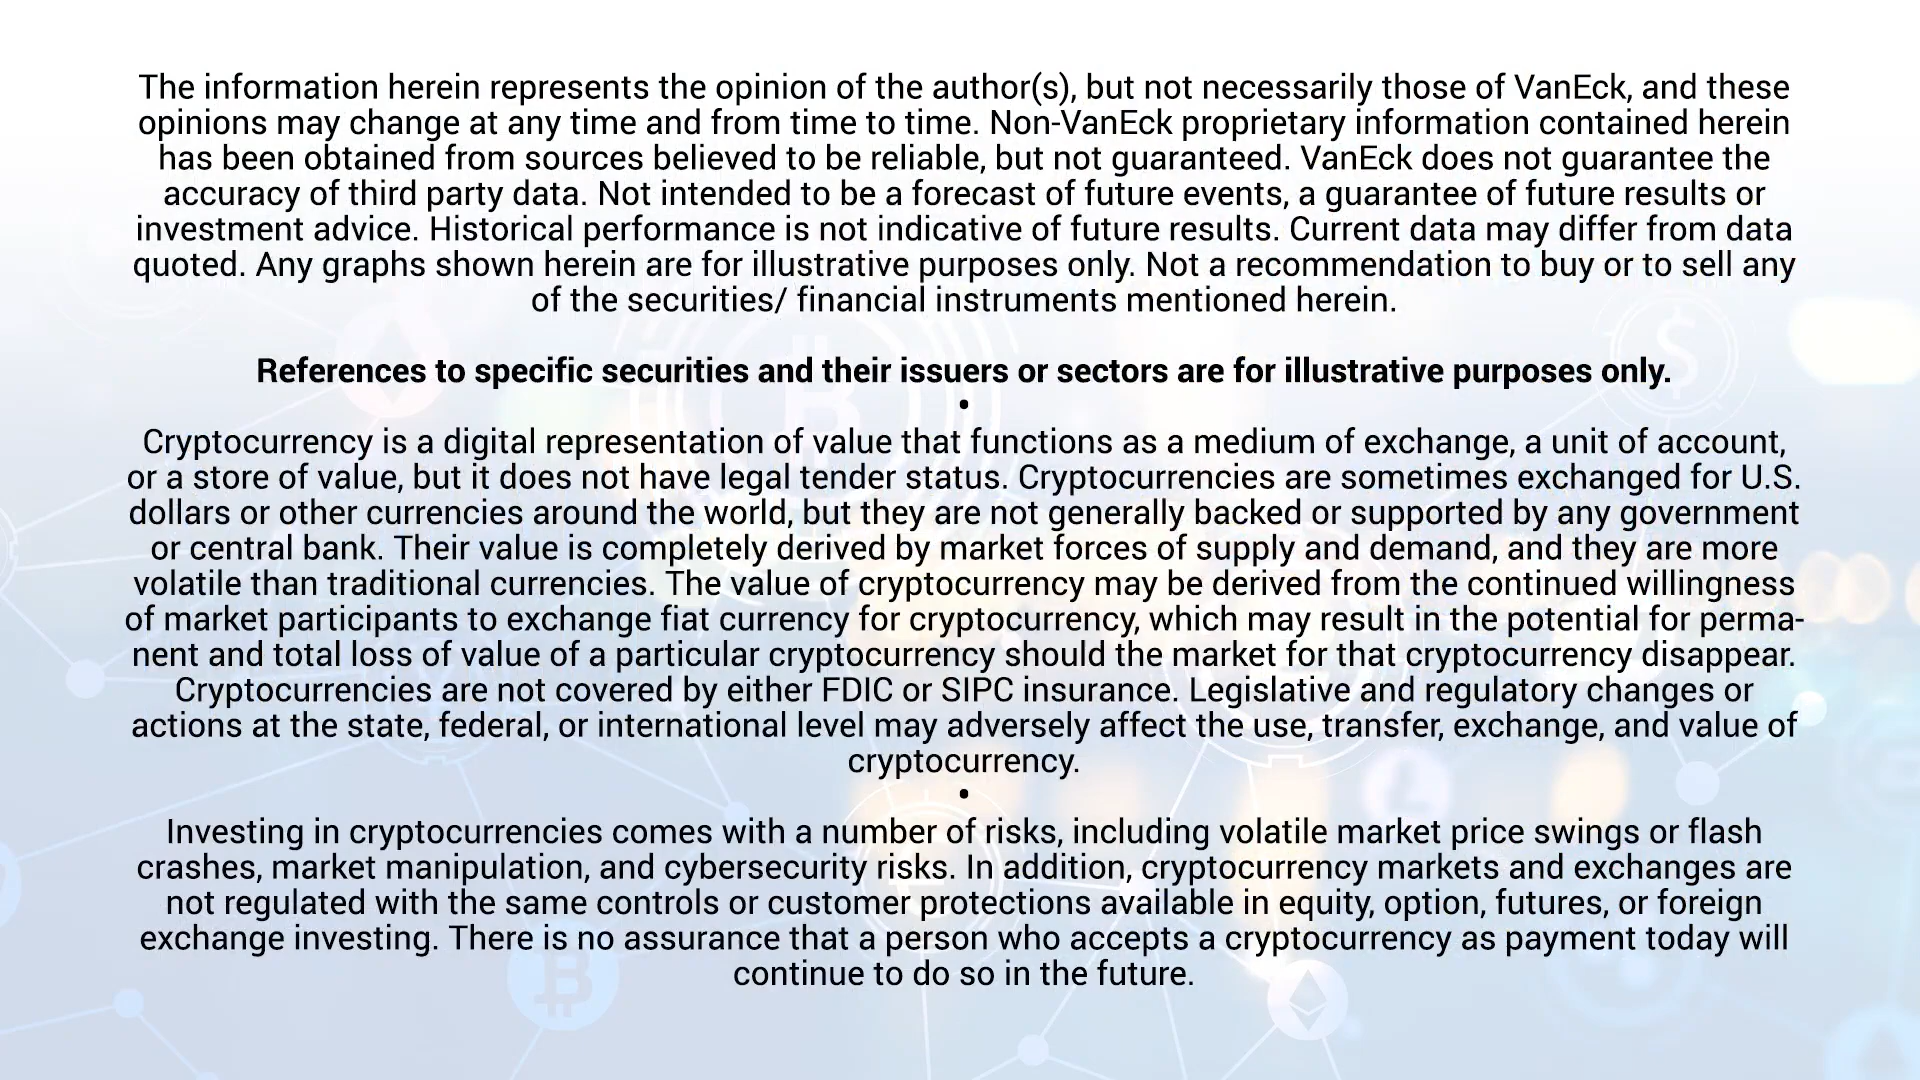 The information herein represents the opinion of the author(s), but not necessarily those of VanEck, and these
opinions may change at any time and from time to time. Non-VanEck proprietary information contained herein
has been obtained from sources believed to be reliable, but not guaranteed. VanEck does not guarantee the
accuracy of third party data. Not intended to be a forecast of future events, a guarantee of future results or
investment advice. Historical performance is not indicative of future results. Current data may differ from data
quoted. Any graphs shown herein are for illustrative purposes only. Not a recommendation to buy or to sell any
of the securities/ financial instruments mentioned herein.
References to specific securities and their issuers or sectors are for illustrative purposes only.
•
Cryptocurrency is a digital representation of value that functions as a medium of exchange, a unit of account,
or a store of value, but it does not have legal tender status. Cryptocurrencies are sometimes exchanged for U.S.
dollars or other currencies around the world, but they are not generally backed or supported by any government
or central bank. Their value is completely derived by market forces of supply and demand, and they are more
volatile than traditional currencies. The value of cryptocurrency may be derived from the continued willingness
of market participants to exchange fiat currency for cryptocurrency, which may result in the potential for perma-
nent and total loss of value of a particular cryptocurrency should the market for that cryptocurrency disappear.
Cryptocurrencies are not covered by either FDIC or SIPC insurance. Legislative and regulatory changes or
actions at the state, federal, or international level may adversely affect the use, transfer, exchange, and value of
cryptocurrency.
•
Investing in cryptocurrencies comes with a number of risks, including volatile market price swings or flash
crashes, market manipulation, and cybersecurity risks. In addition, cryptocurrency markets and exchanges are
not regulated with the same controls or customer protections available in equity, option, futures, or foreign
exchange investing. There is no assurance that a person who accepts a cryptocurrency as payment today will
continue to do so in the future.